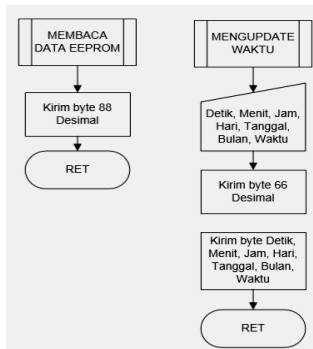 MEMBACA
DATA EEPROM
Kirim byte 88
Desimal
RET
MENGUPDATE
WAKTU
Detik, Menit, Jam,
Hari, Tanggal,
Bulan, Waktu
Kirim byte 66
Desimal
Kirim byte Detik,
Menit, Jam, Hari,
Tanggal, Bulan,
Waktu
RET